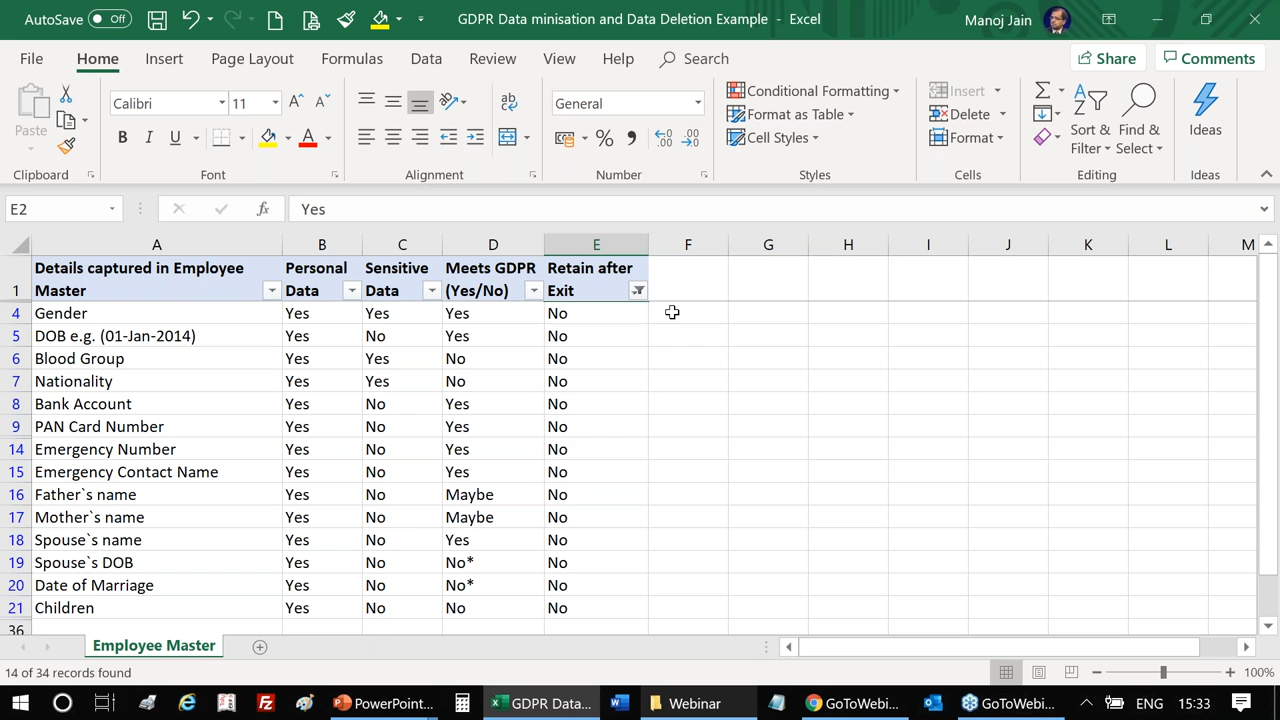 AutoSave Off GDPR Data minisation and Data Deletion Example - Excel Manoj Jain
File Home Insert Page Layout Formulas Data Review View Help Search Share Comments
Paste
Calibri 11
B I U A
ab
General
% ,
Conditional Formatting
Format as Table
Cell Styles
Insert
Delete
Format
Sort & Filter
Find & Select
Ideas
Clipboard Font Alignment Number Styles Cells Editing Ideas
E2 fx Yes
A B C D E F G H I J K L M
1 Details captured in Employee Master Personal Data Sensitive Data Meets GDPR (Yes/No) Retain after Exit
4 Gender Yes Yes Yes No
5 DOB e.g. (01-Jan-2014) Yes No Yes No
6 Blood Group Yes Yes No No
7 Nationality Yes Yes No No
8 Bank Account Yes No Yes No
9 PAN Card Number Yes No Yes No
14 Emergency Number Yes No Yes No
15 Emergency Contact Name Yes No Yes No
16 Father`s name Yes No Maybe No
17 Mother`s name Yes No Maybe No
18 Spouse`s name Yes No Yes No
19 Spouse`s DOB Yes No No* No
20 Date of Marriage Yes No No* No
21 Children Yes No No No
36
Employee Master
14 of 34 records found 100%
PowerPoint... GDPR Data... Webinar GoToWebi... GoToWebi... ENG 15:33